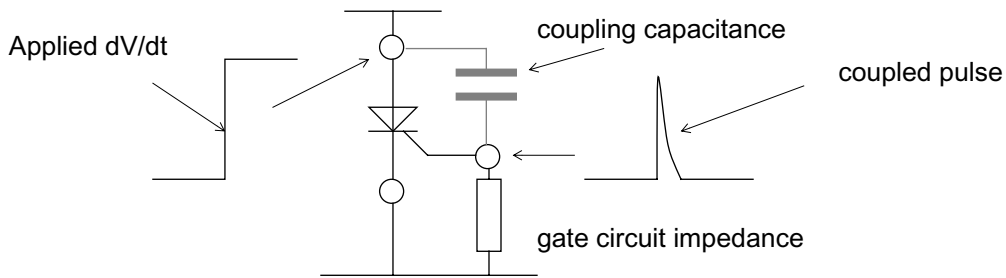 coupling capacitance
Applied dV/dt
coupled pulse
gate circuit impedance